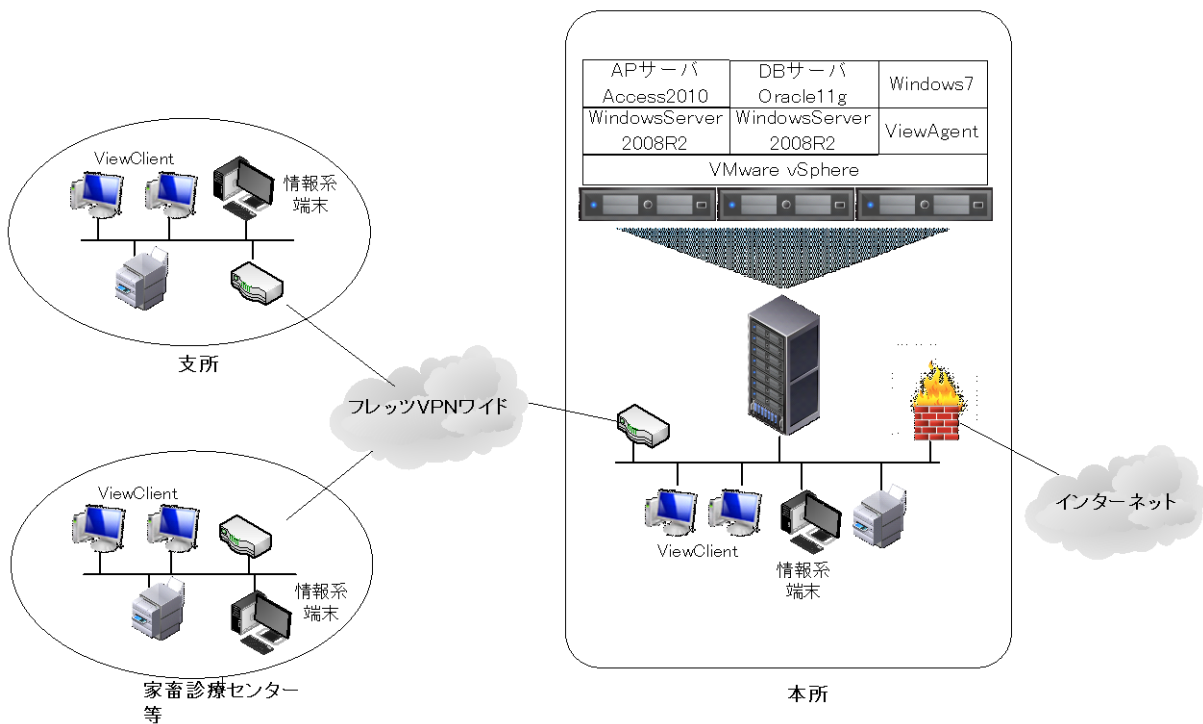 APサーバ
Access2010
DBサーバ
Oracle11g
Windows7
WindowsServer
2008R2
WindowsServer
2008R2
ViewAgent
VMware vSphere
ViewClient
情報系
端末
支所
フレッツVPNワイド
ViewClient
情報系
端末
家畜診療センター
等
ViewClient
情報系
端末
本所
インターネット